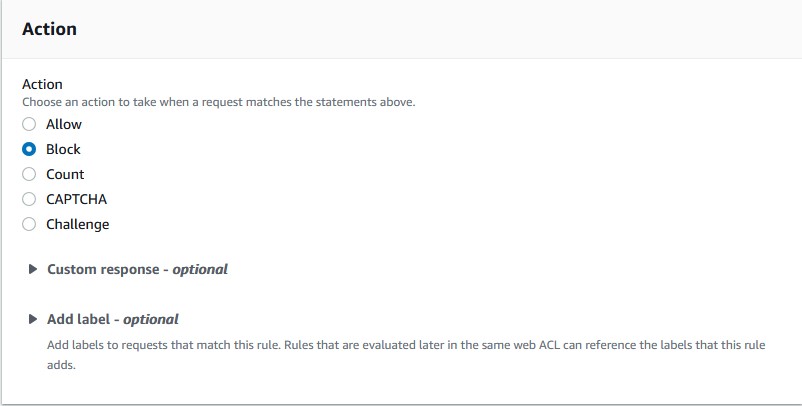 Action
Action
Choose an action to take when a request matches the statements above.
Allow
Block
Count
CAPTCHA
Challenge
Custom response - optional
Add label - optional
Add labels to requests that match this rule. Rules that are evaluated later in the same web ACL can reference the labels that this rule
adds.